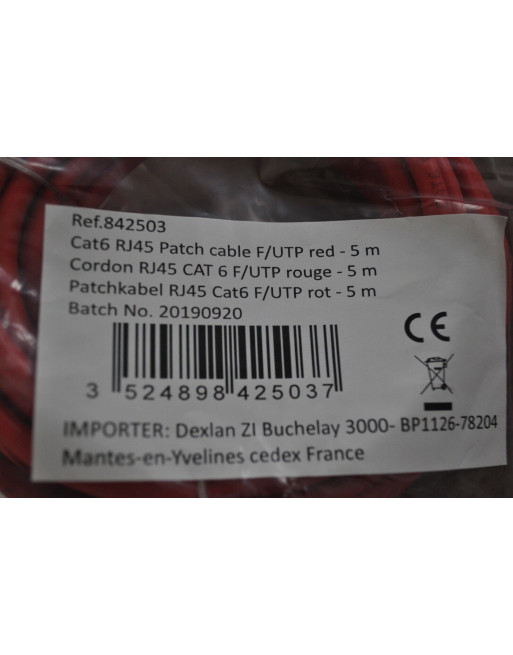 Ref.842503
Cat6 RJ45 Patch cable F/UTP red - 5 m
Cordon RJ45 CAT 6 F/UTP rouge - 5 m
Patchkabel RJ45 Cat6 F/UTP rot - 5 m
Batch No. 20190920
CE
3 524898 425037
IMPORTER: Dexlan ZI Buchelay 3000- BP1126-78204
Mantes-en-Yvelines cedex France